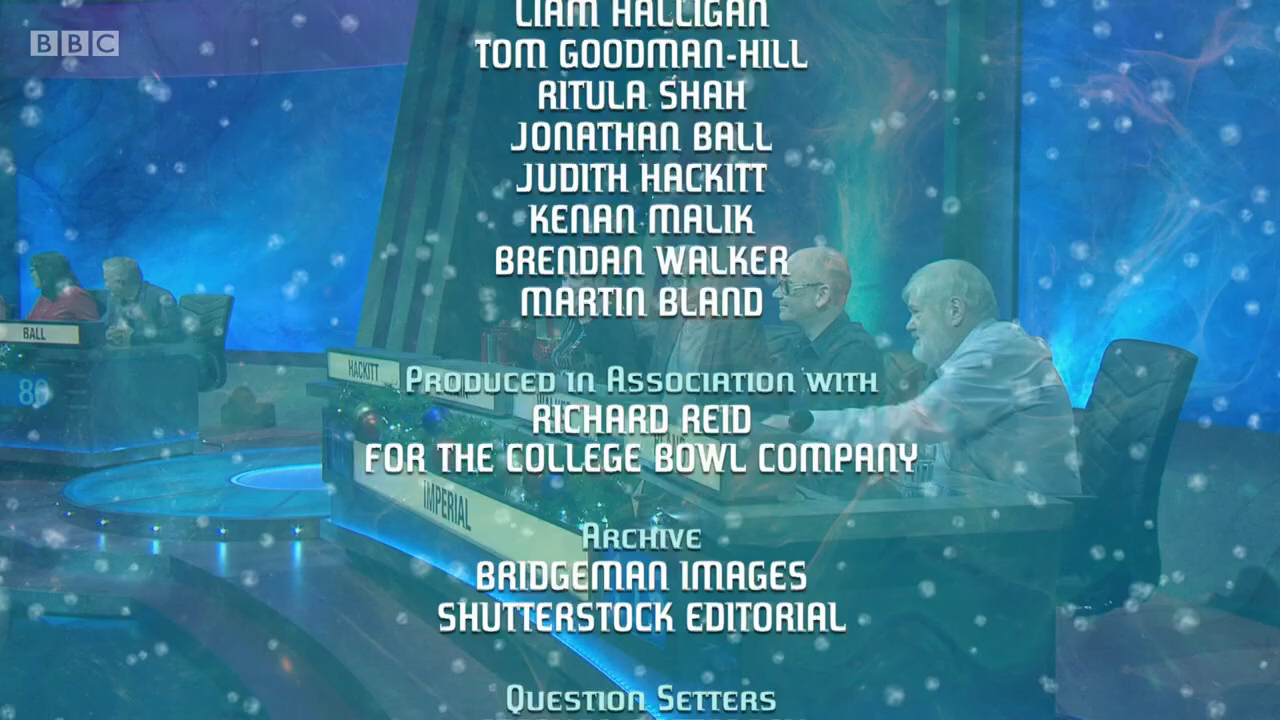 BBC
LIAM HALLIGAN
TOM GOODMAN-HILL
RITULA SHAH
JONATHAN BALL
JUDITH HACKITT
KENAN MALIK
BRENDAN WALKER
MARTIN BLAND
BALL
80
HACKITT
PRODUCED IN ASSOCIATION WITH
RICHARD REID
FOR THE COLLEGE BOWL COMPANY
IMPERIAL
ARCHIVE
BRIDGEMAN IMAGES
SHUTTERSTOCK EDITORIAL
QUESTION SETTERS